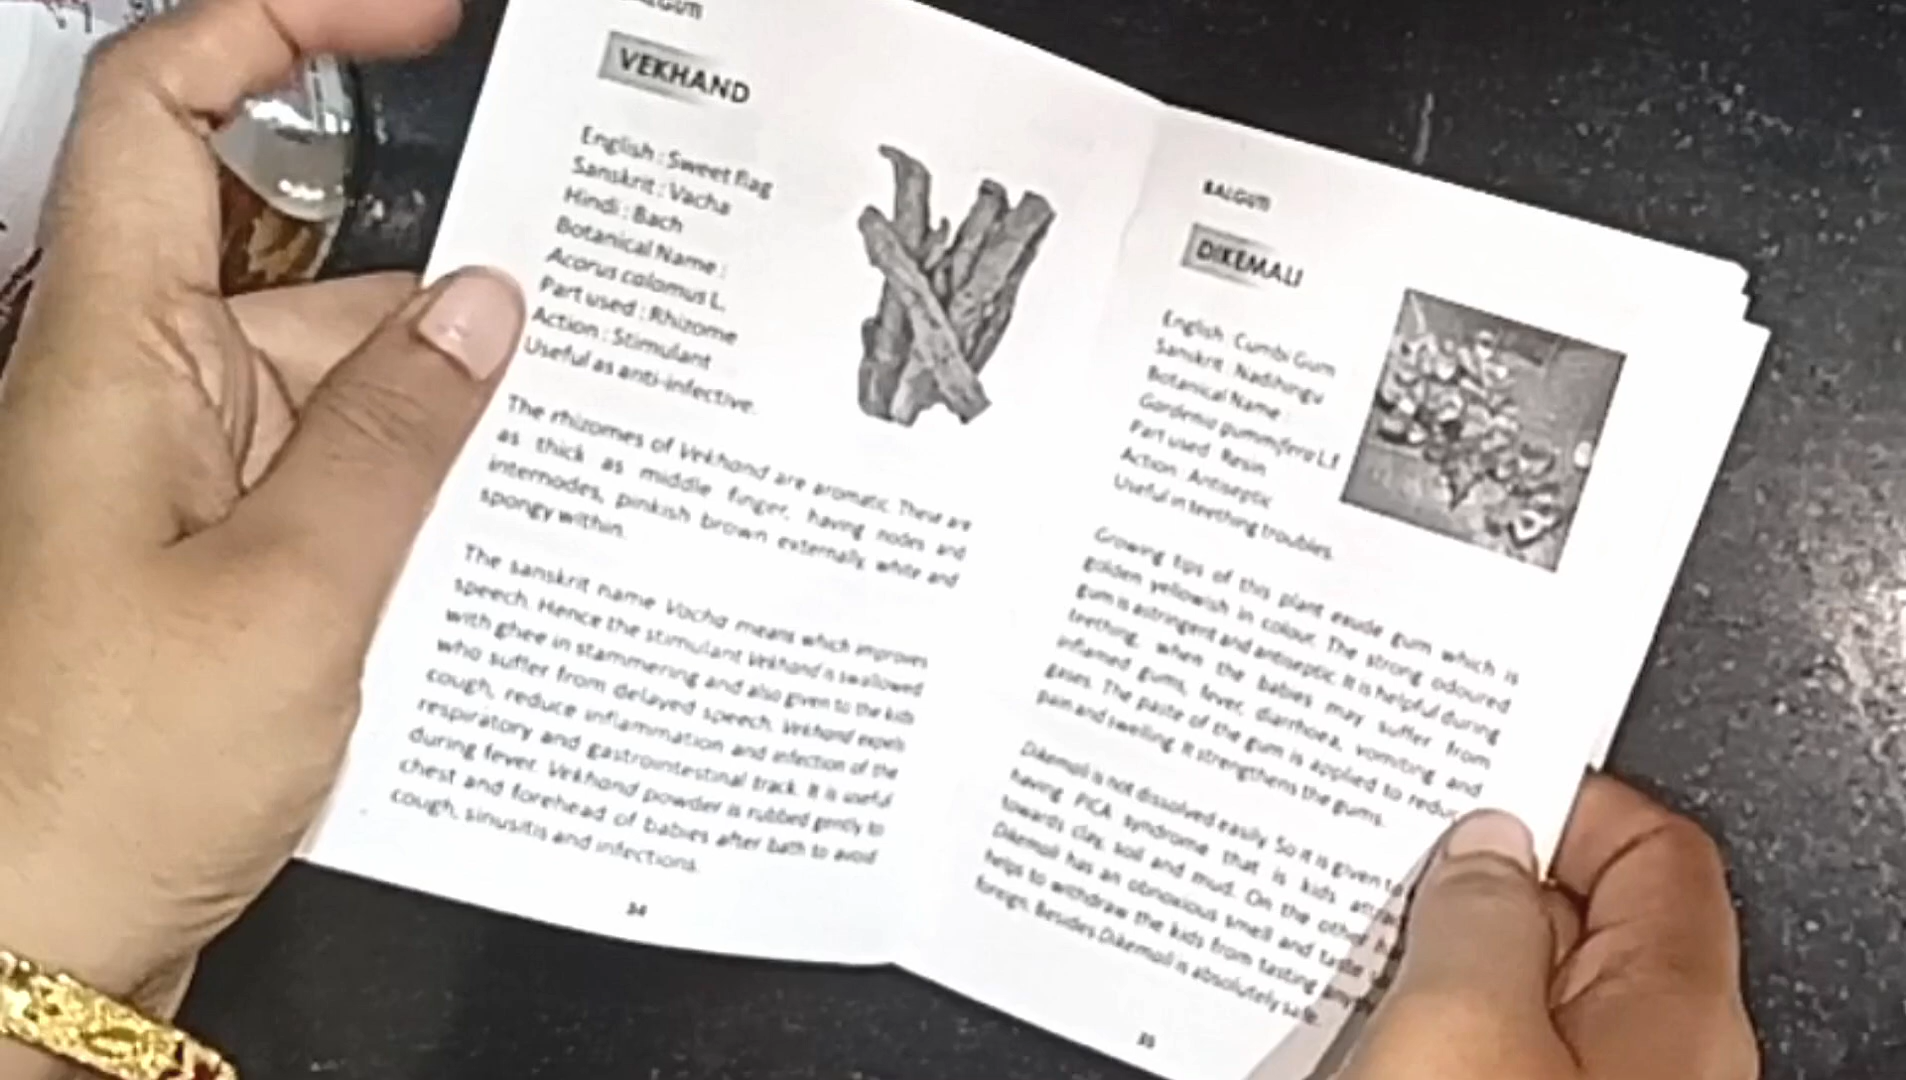 BALGUTI
VEKHAND
English : Sweet flag
Sanskrit : Vacha
Hindi : Bach
Botanical Name :
Acorus calamus L.
Part used : Rhizome
Action : Stimulant
Useful as anti-infective.
The rhizomes of Vekhand are aromatic. These are
as thick as middle finger, having nodes and
internodes, pinkish brown externally, white and
spongy within.
The sanskrit name Vacha means which improves
speech. Hence the stimulant Vekhand is swallowed
with ghee in stammering and also given to the kids
who suffer from delayed speech. Vekhand expels
cough, reduce inflammation and infection of the
respiratory and gastrointestinal track. It is useful
during fever. Vekhand powder is rubbed gently to
chest and forehead of babies after bath to avoid
cough, sinusitis and infections.
34
BALGUTI
DIKEMALI
English : Cumbi Gum
Sanskrit : Nadihingu
Botanical Name :
Gardenia gummifera L.f
Part used : Resin
Action : Antiseptic
Useful in teething troubles.
Growing tips of this plant exude gum which is
golden yellowish in colour. The strong odoured
gum is astringent and antiseptic. It is helpful during
teething, when the babies may suffer from
inflamed gums, fever, diarrhoea, vomiting and
gases. The paste of the gum is applied to reduce
pain and swelling. It strengthens the gums.
Dikemali is not dissolved easily. So it is given to
having PICA syndrome that is kids
towards clay, soil and mud. On the other
Dikemali has an obnoxious smell and taste
helps to withdraw the kids from tasting
foreign. Besides Dikemali is absolutely safe.
35